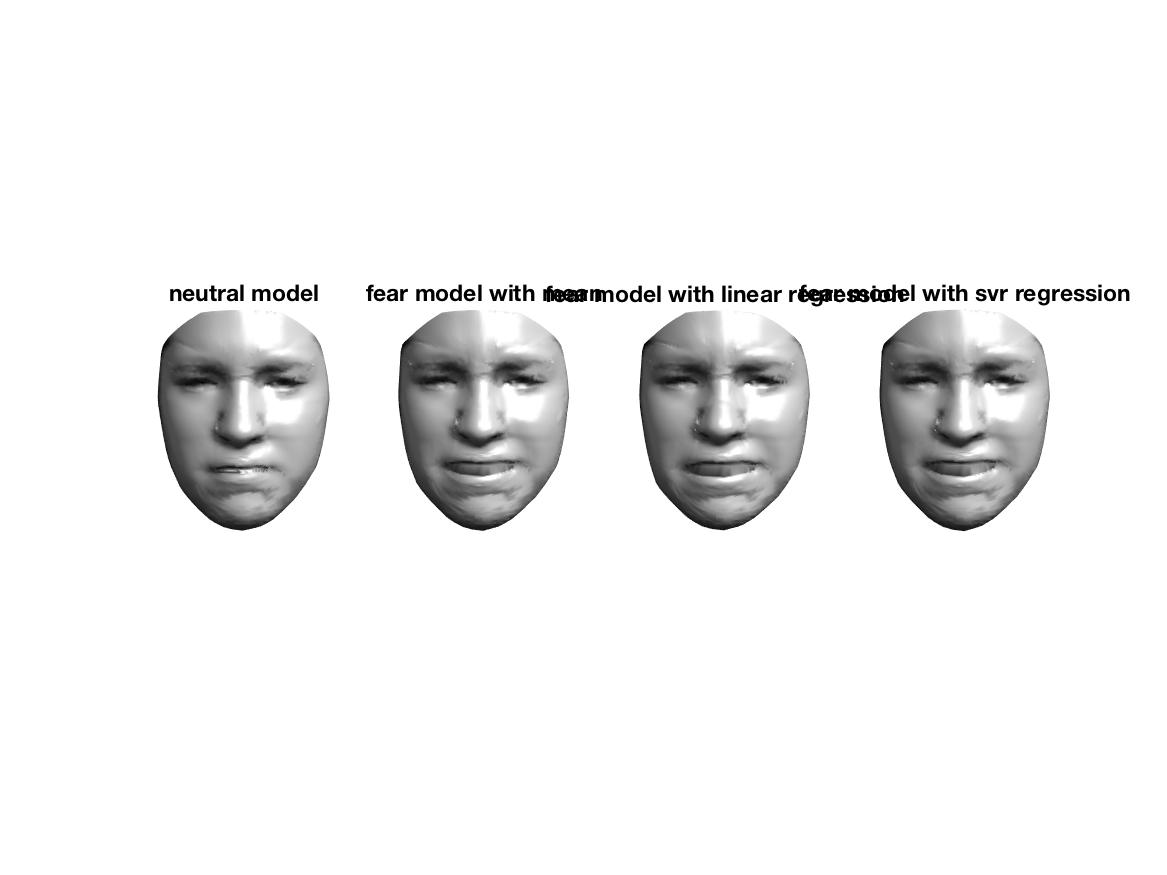 neutral model
fear model with mean
fear model with linear regression
fear model with svr regression